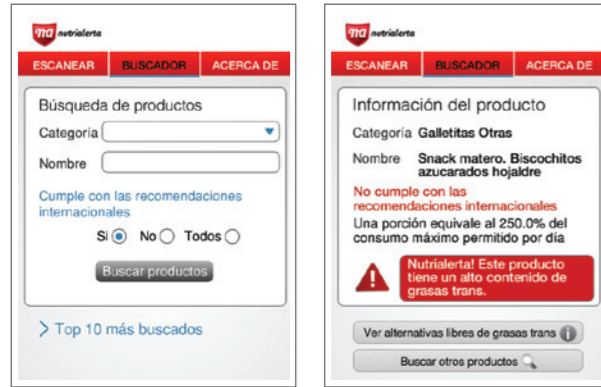 na nutrialerta
ESCANEAR BUSCADOR ACERCA DE
Búsqueda de productos
Categoría
Nombre
Cumple con las recomendaciones
internacionales
Si No Todos
Buscar productos
> Top 10 más buscados
na nutrialerta
ESCANEAR BUSCADOR ACERCA DE
Información del producto
Categoría Galletitas Otras
Nombre Snack matero. Biscochitos
azucarados hojaldre
No cumple con las
recomendaciones internacionales
Una porción equivale al 250.0% del
consumo máximo permitido por día
Nutrialerta! Este producto
tiene un alto contenido de
grasas trans.
Ver alternativas libres de grasas trans
Buscar otros productos